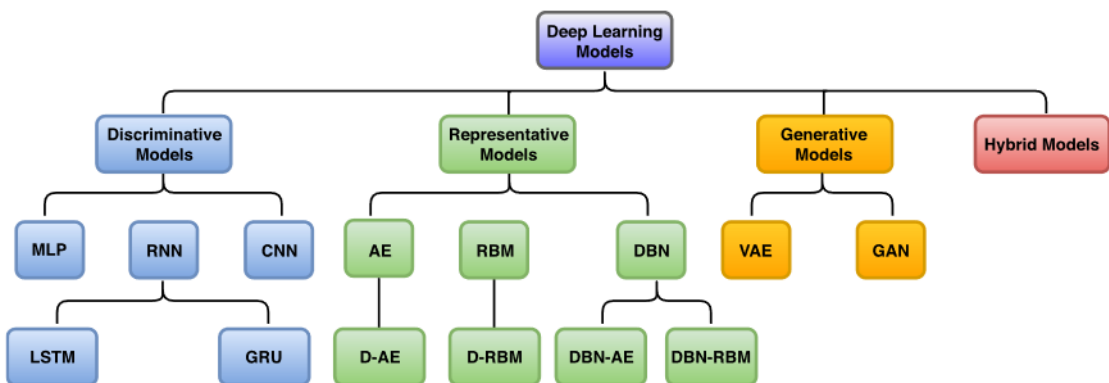 Deep Learning
Models
Discriminative
Models
Representative
Models
Generative
Models
Hybrid Models
MLP
RNN
CNN
AE
RBM
DBN
VAE
GAN
LSTM
GRU
D-AE
D-RBM
DBN-AE
DBN-RBM